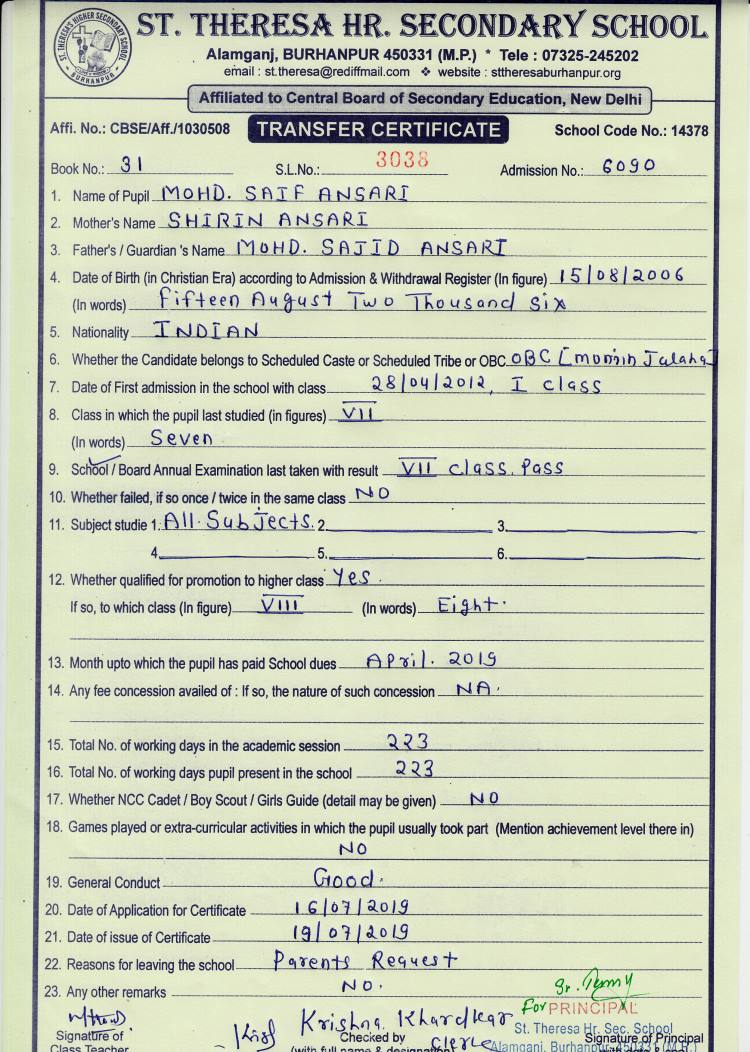 ST. THERESA HR. SECONDARY SCHOOL
ST. THERESA'S HIGHER SECONDARY SCHOOL
BURHANPUR
Alamganj, BURHANPUR 450331 (M.P.) * Tele : 07325-245202
email : st.theresa@rediffmail.com ❖ website : sttheresaburhanpur.org
Affiliated to Central Board of Secondary Education, New Delhi
Affi. No.: CBSE/Aff./1030508 TRANSFER CERTIFICATE School Code No.: 14378
Book No.: 31 S.L.No.: 3038 Admission No.: 6090
1. Name of Pupil MOHD. SAIF ANSARI
2. Mother's Name SHIRIN ANSARI
3. Father's / Guardian 's Name MOHD. SAJID ANSARI
4. Date of Birth (in Christian Era) according to Admission & Withdrawal Register (In figure) 15/08/2006
(In words) Fifteen August Two Thousand Six
5. Nationality INDIAN
6. Whether the Candidate belongs to Scheduled Caste or Scheduled Tribe or OBC OBC [Momin Julaha]
7. Date of First admission in the school with class 28/04/2012, I class
8. Class in which the pupil last studied (in figures) VII
(In words) Seven
9. School / Board Annual Examination last taken with result VII class. Pass
10. Whether failed, if so once / twice in the same class NO
11. Subject studie 1. All Subjects. 2. 3.
4. 5. 6.
12. Whether qualified for promotion to higher class Yes.
If so, to which class (In figure) VIII (In words) Eight.
13. Month upto which the pupil has paid School dues April. 2019
14. Any fee concession availed of : If so, the nature of such concession NA.
15. Total No. of working days in the academic session 223
16. Total No. of working days pupil present in the school 223
17. Whether NCC Cadet / Boy Scout / Girls Guide (detail may be given) NO
18. Games played or extra-curricular activities in which the pupil usually took part (Mention achievement level there in)
NO
19. General Conduct Good.
20. Date of Application for Certificate 16/07/2019
21. Date of issue of Certificate 19/07/2019
22. Reasons for leaving the school Parents Request
23. Any other remarks NO.
For PRINCIPAL
Krishna Khardkar
St. Theresa Hr. Sec. School
Signature of Checked by Clerk Signature of Principal
Class Teacher (with full name & designation) Alamganj, Burhanpur-450331 (M.P.)